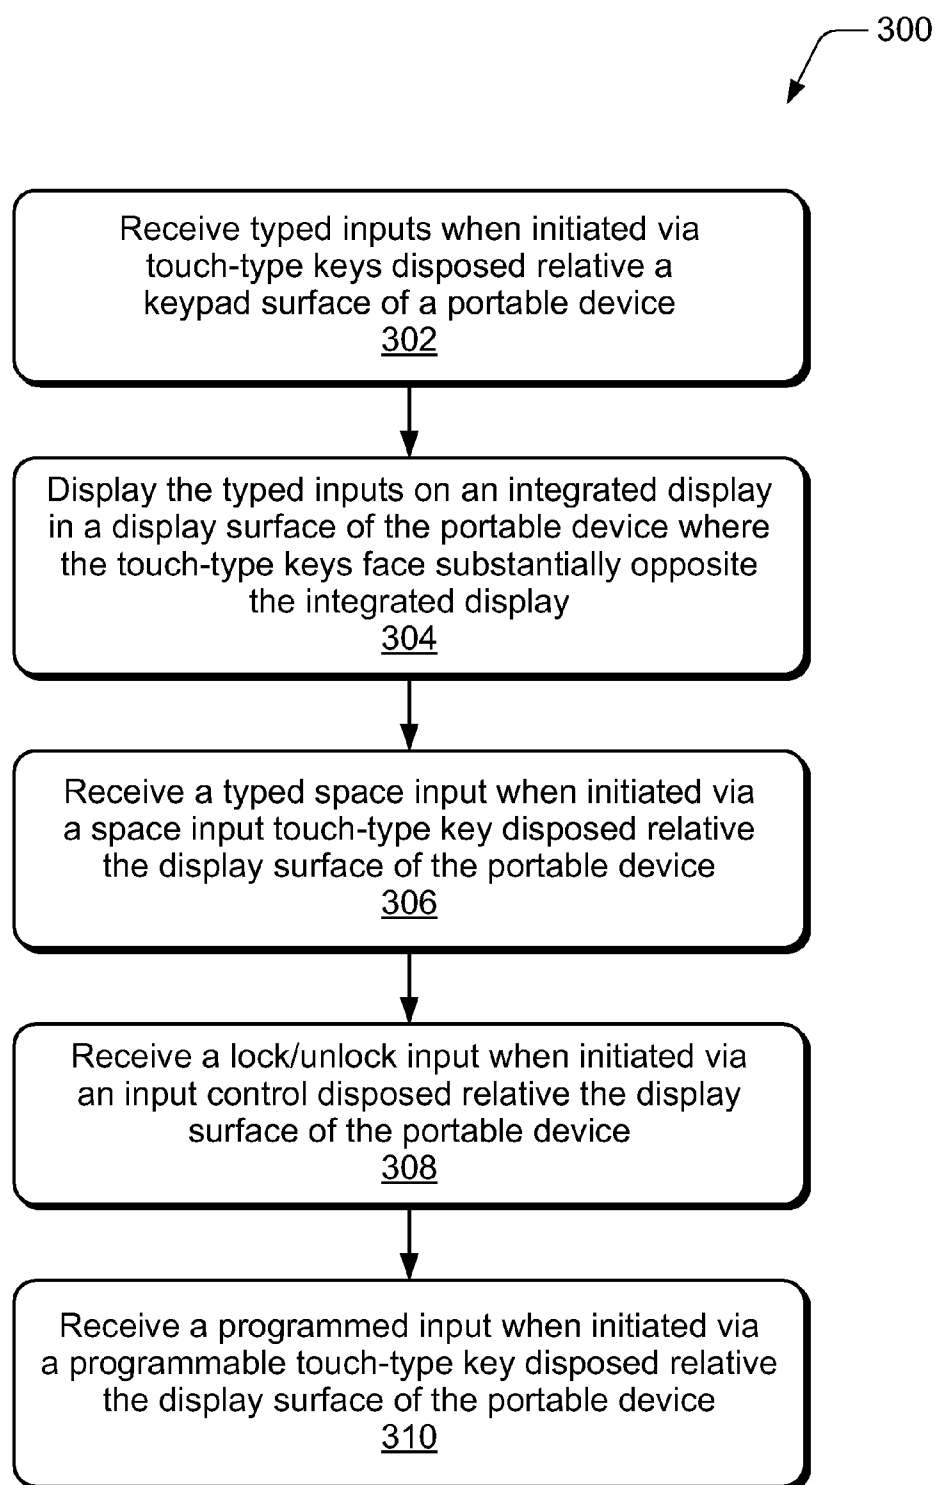 300
Receive typed inputs when initiated via
touch-type keys disposed relative a
keypad surface of a portable device
302
Display the typed inputs on an integrated display
in a display surface of the portable device where
the touch-type keys face substantially opposite
the integrated display
304
Receive a typed space input when initiated via
a space input touch-type key disposed relative
the display surface of the portable device
306
Receive a lock/unlock input when initiated via
an input control disposed relative the display
surface of the portable device
308
Receive a programmed input when initiated via
a programmable touch-type key disposed relative
the display surface of the portable device
310